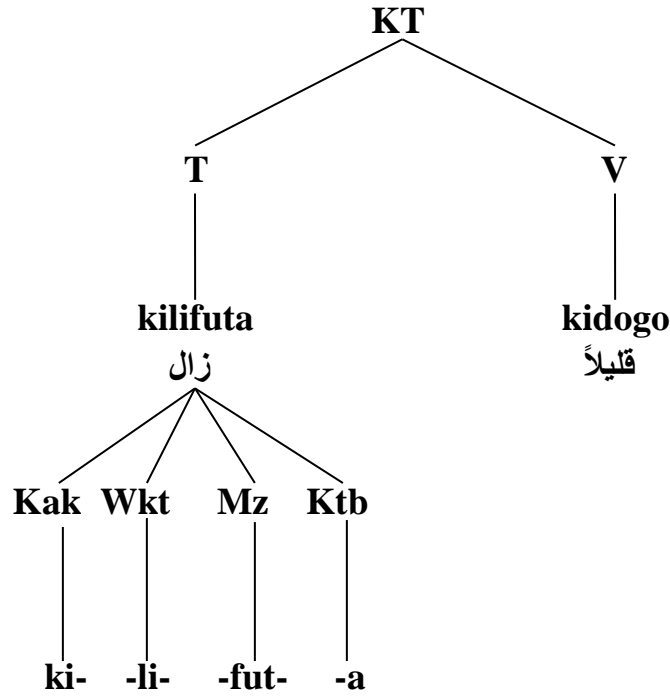 KT
T V
kilifuta kidogo
زال قليلاً
Kak Wkt Mz Ktb
ki- -li- -fut- -a